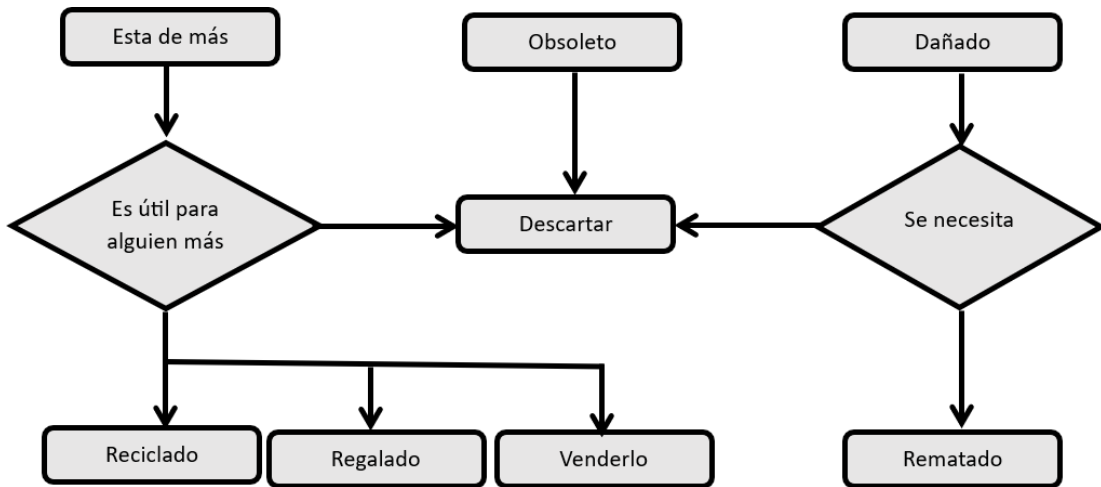 Esta de más
Obsoleto
Dañado
Es útil para
alguien más
Descartar
Se necesita
Reciclado
Regalado
Venderlo
Rematado